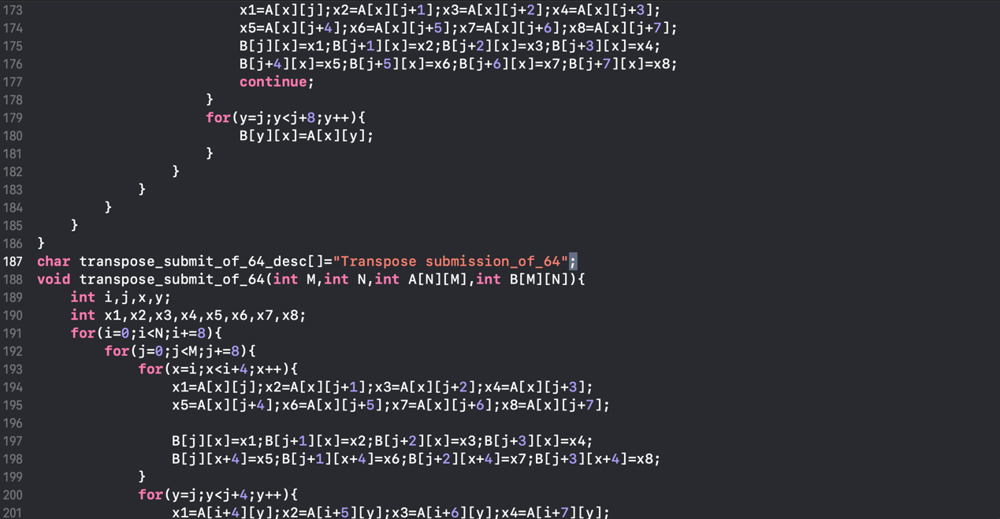 173 x1=A[x][j];x2=A[x][j+1];x3=A[x][j+2];x4=A[x][j+3];
174 x5=A[x][j+4];x6=A[x][j+5];x7=A[x][j+6];x8=A[x][j+7];
175 B[j][x]=x1;B[j+1][x]=x2;B[j+2][x]=x3;B[j+3][x]=x4;
176 B[j+4][x]=x5;B[j+5][x]=x6;B[j+6][x]=x7;B[j+7][x]=x8;
177 continue;
178 }
179 for(y=j;y<j+8;y++){
180 B[y][x]=A[x][y];
181 }
182 }
183 }
184 }
185 }
186 }
187 char transpose_submit_of_64_desc[]="Transpose submission_of_64";
188 void transpose_submit_of_64(int M,int N,int A[N][M],int B[M][N]){
189 int i,j,x,y;
190 int x1,x2,x3,x4,x5,x6,x7,x8;
191 for(i=0;i<N;i+=8){
192 for(j=0;j<M;j+=8){
193 for(x=i;x<i+4;x++){
194 x1=A[x][j];x2=A[x][j+1];x3=A[x][j+2];x4=A[x][j+3];
195 x5=A[x][j+4];x6=A[x][j+5];x7=A[x][j+6];x8=A[x][j+7];
196
197 B[j][x]=x1;B[j+1][x]=x2;B[j+2][x]=x3;B[j+3][x]=x4;
198 B[j][x+4]=x5;B[j+1][x+4]=x6;B[j+2][x+4]=x7;B[j+3][x+4]=x8;
199 }
200 for(y=j;y<j+4;y++){
201 x1=A[i+4][y];x2=A[i+5][y];x3=A[i+6][y];x4=A[i+7][y];